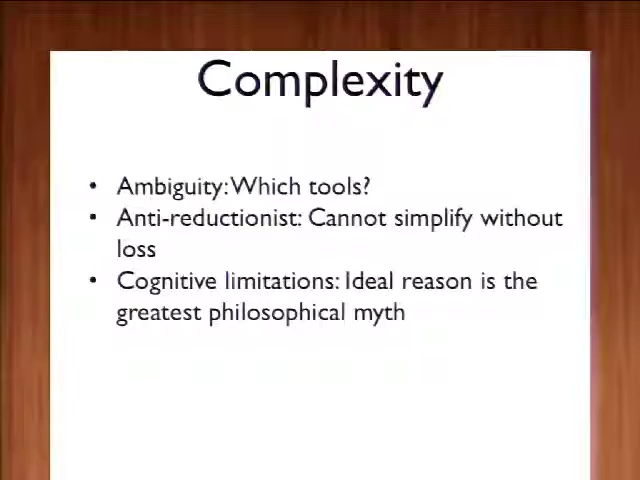 Complexity
• Ambiguity: Which tools?
• Anti-reductionist: Cannot simplify without
loss
• Cognitive limitations: Ideal reason is the
greatest philosophical myth